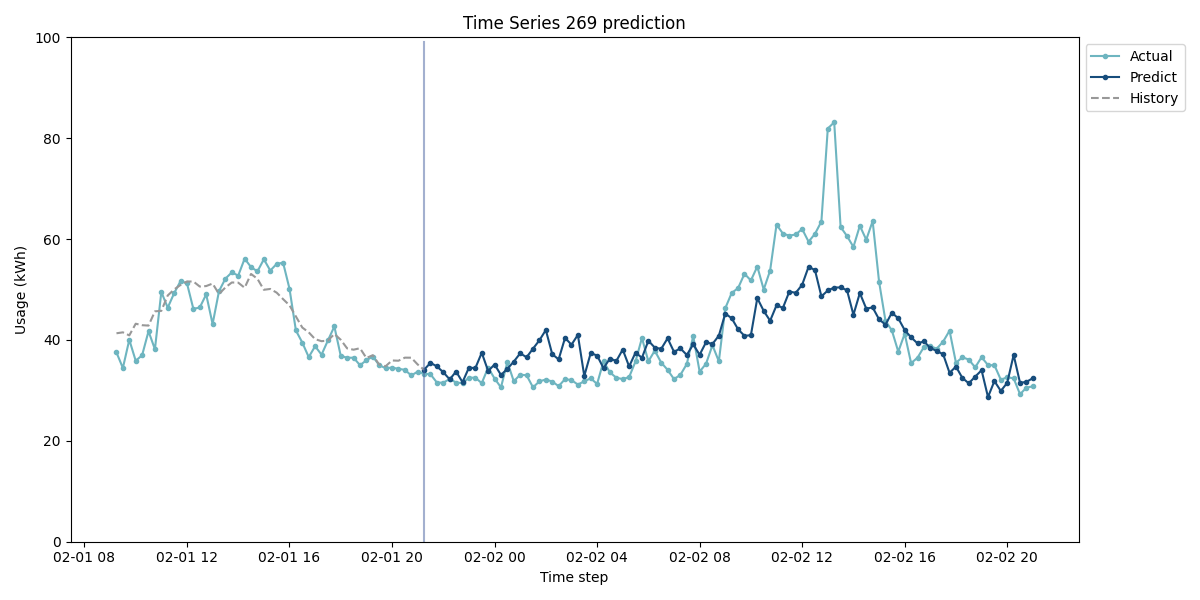 Time Series 269 prediction
100
80
60
40
20
0
Usage (kWh)
02-01 08 02-01 12 02-01 16 02-01 20 02-02 00 02-02 04 02-02 08 02-02 12 02-02 16 02-02 20
Time step
Actual
Predict
History